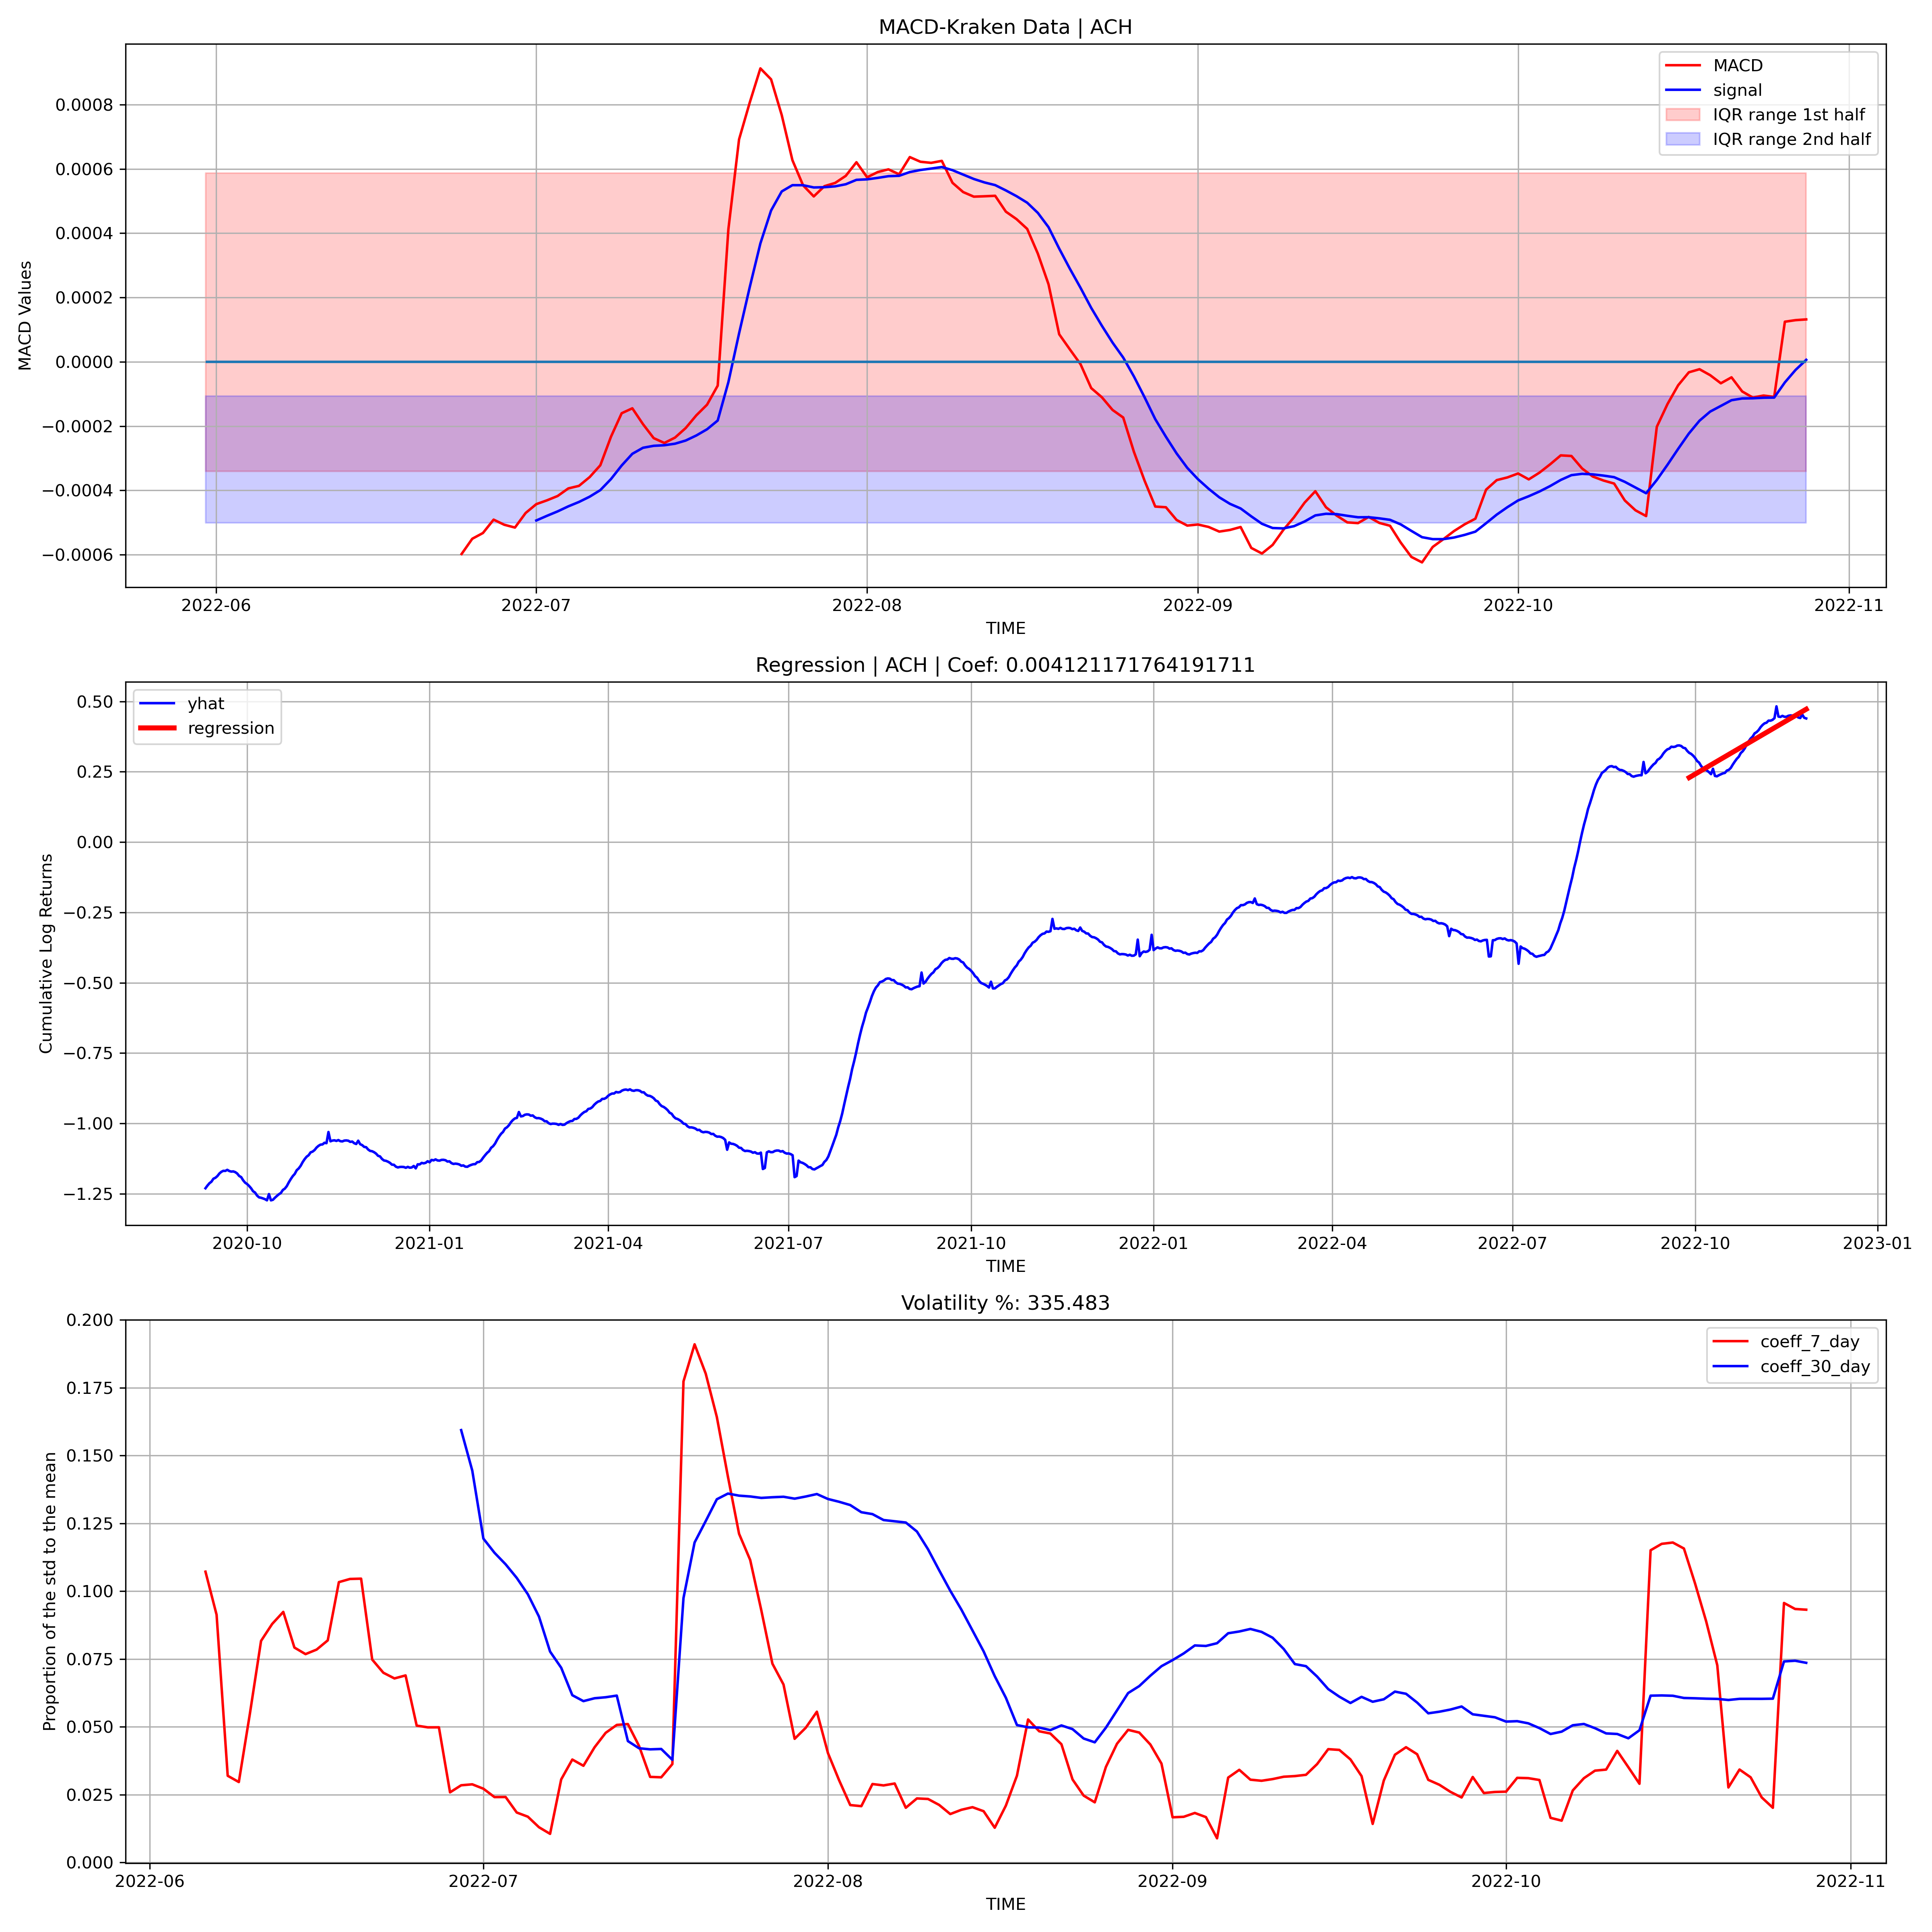 MACD-Kraken Data | ACH
MACD Values
0.0008
0.0006
0.0004
0.0002
0.0000
−0.0002
−0.0004
−0.0006
MACD
signal
IQR range 1st half
IQR range 2nd half
2022-06 2022-07 2022-08 2022-09 2022-10 2022-11
TIME
Regression | ACH | Coef: 0.004121171764191711
Cumulative Log Returns
0.50
0.25
0.00
−0.25
−0.50
−0.75
−1.00
−1.25
yhat
regression
2020-10 2021-01 2021-04 2021-07 2021-10 2022-01 2022-04 2022-07 2022-10 2023-01
TIME
Volatility %: 335.483
Proportion of the std to the mean
0.200
0.175
0.150
0.125
0.100
0.075
0.050
0.025
0.000
coeff_7_day
coeff_30_day
2022-06 2022-07 2022-08 2022-09 2022-10 2022-11
TIME